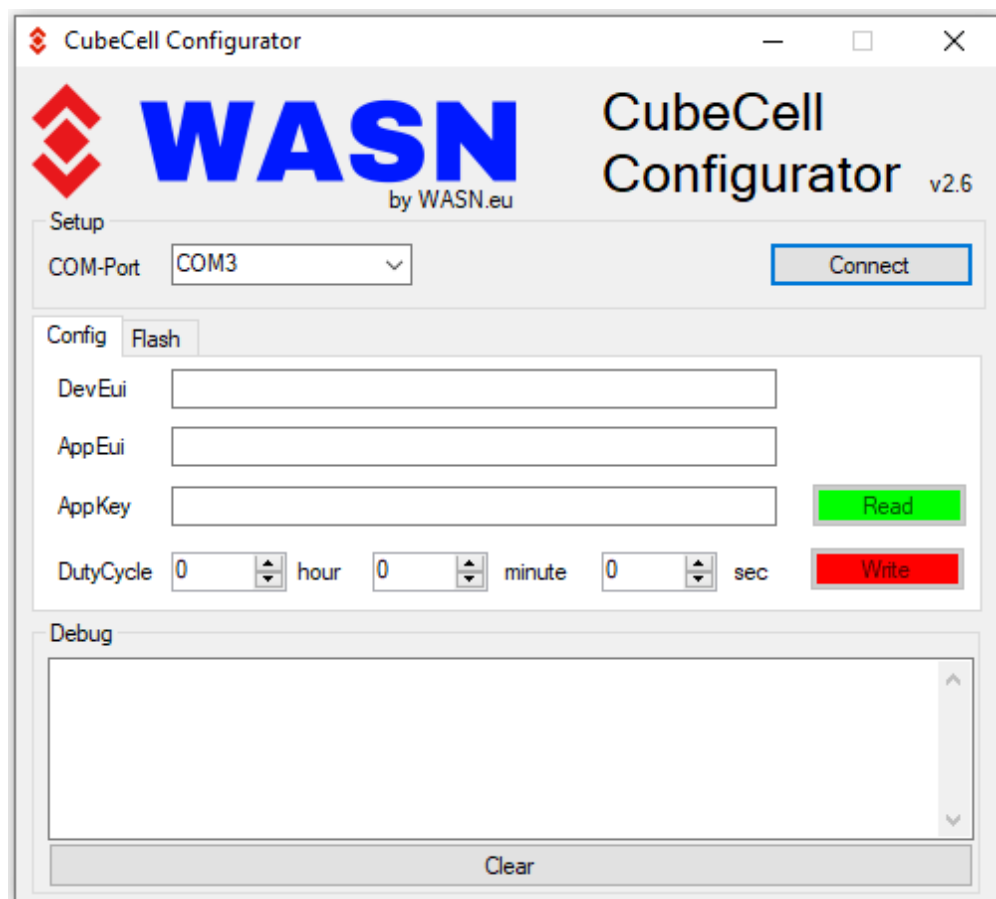 CubeCell Configurator
WASN
by WASN.eu
CubeCell
Configurator v2.6
Setup
COM-Port COM3 Connect
Config Flash
DevEui
AppEui
AppKey Read
DutyCycle 0 hour 0 minute 0 sec Write
Debug
Clear